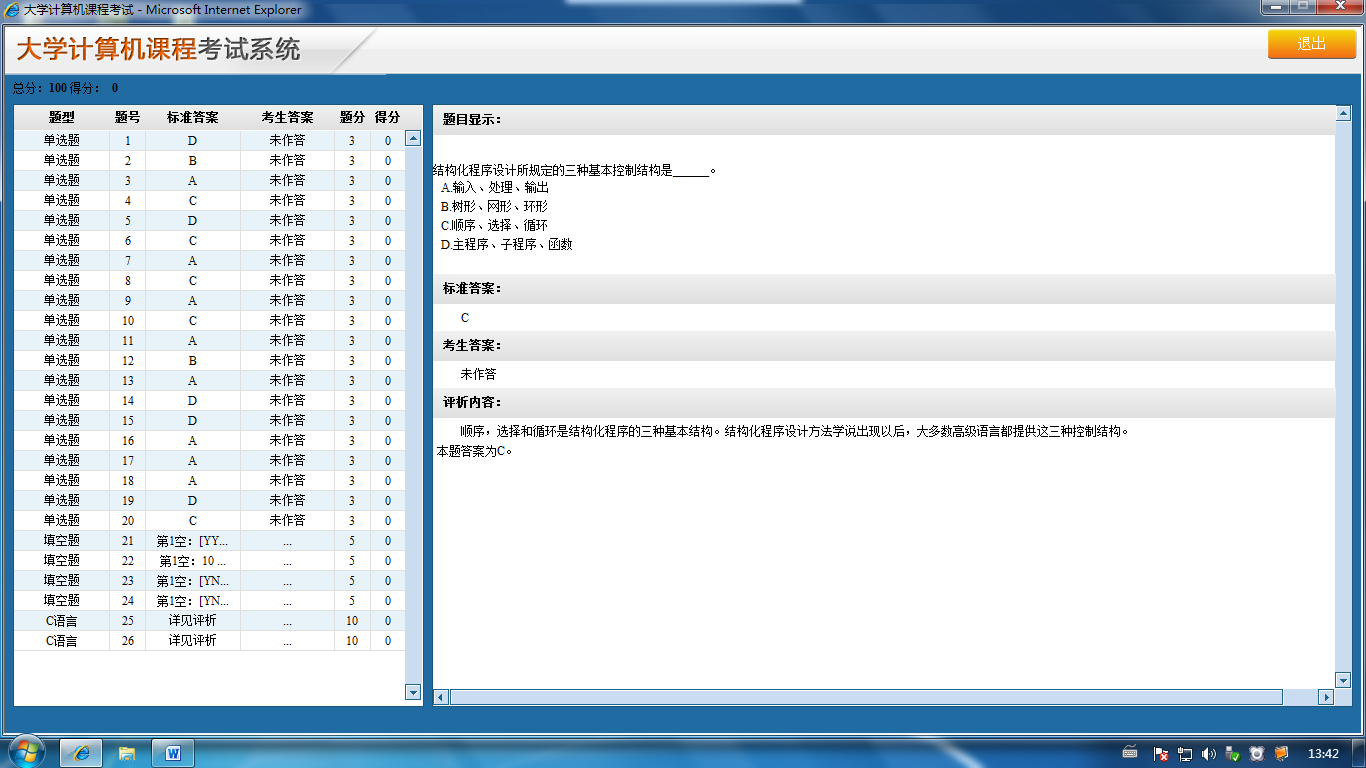 大学计算机课程考试 - Microsoft Internet Explorer
大学计算机课程考试系统
退出
总分：100 得分： 0
题型 题号 标准答案 考生答案 题分 得分
单选题 1 D 未作答 3 0
单选题 2 B 未作答 3 0
单选题 3 A 未作答 3 0
单选题 4 C 未作答 3 0
单选题 5 D 未作答 3 0
单选题 6 C 未作答 3 0
单选题 7 A 未作答 3 0
单选题 8 C 未作答 3 0
单选题 9 A 未作答 3 0
单选题 10 C 未作答 3 0
单选题 11 A 未作答 3 0
单选题 12 B 未作答 3 0
单选题 13 A 未作答 3 0
单选题 14 D 未作答 3 0
单选题 15 D 未作答 3 0
单选题 16 A 未作答 3 0
单选题 17 A 未作答 3 0
单选题 18 A 未作答 3 0
单选题 19 D 未作答 3 0
单选题 20 C 未作答 3 0
填空题 21 第1空：[YY... ... 5 0
填空题 22 第1空：10 ... ... 5 0
填空题 23 第1空：[YN... ... 5 0
填空题 24 第1空：[YN... ... 5 0
C语言 25 详见评析 ... 10 0
C语言 26 详见评析 ... 10 0
题目显示：
结构化程序设计所规定的三种基本控制结构是______。
A.输入、处理、输出
B.树形、网形、环形
C.顺序、选择、循环
D.主程序、子程序、函数
标准答案：
C
考生答案：
未作答
评析内容：
顺序，选择和循环是结构化程序的三种基本结构。结构化程序设计方法学说出现以后，大多数高级语言都提供这三种控制结构。
本题答案为C。
13:42